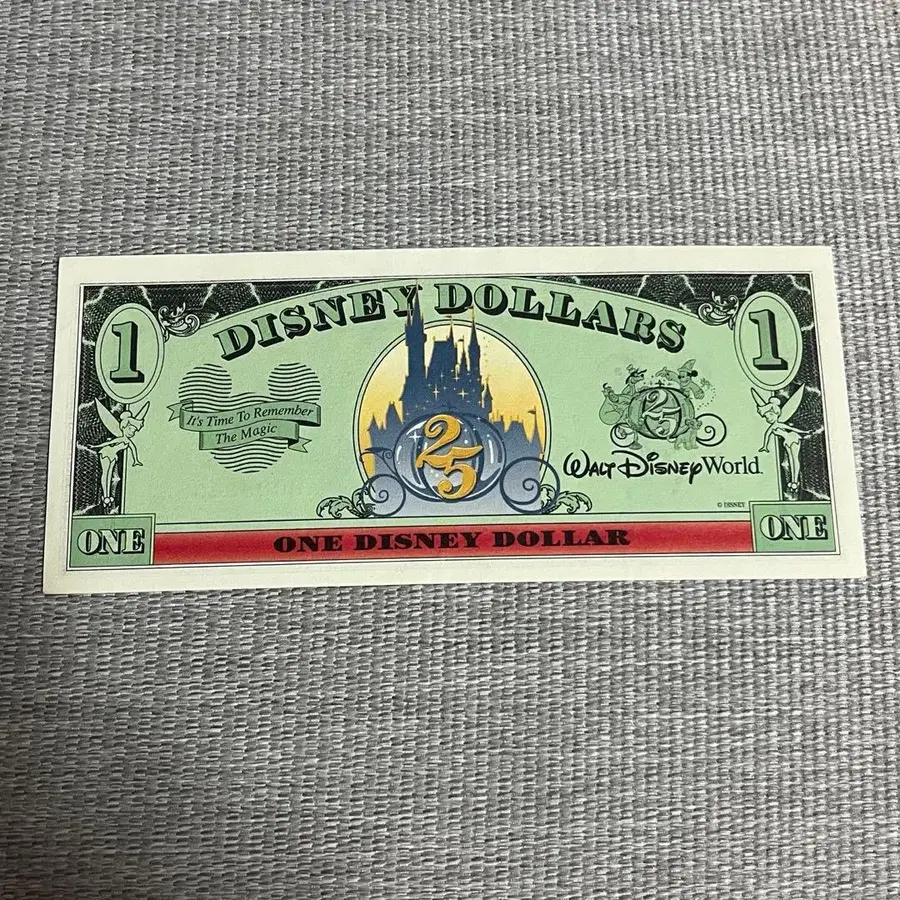 DISNEY DOLLARS
1
1
It's Time To Remember
The Magic
25
25
WALT DISNEY World
© DISNEY
ONE
ONE DISNEY DOLLAR
ONE